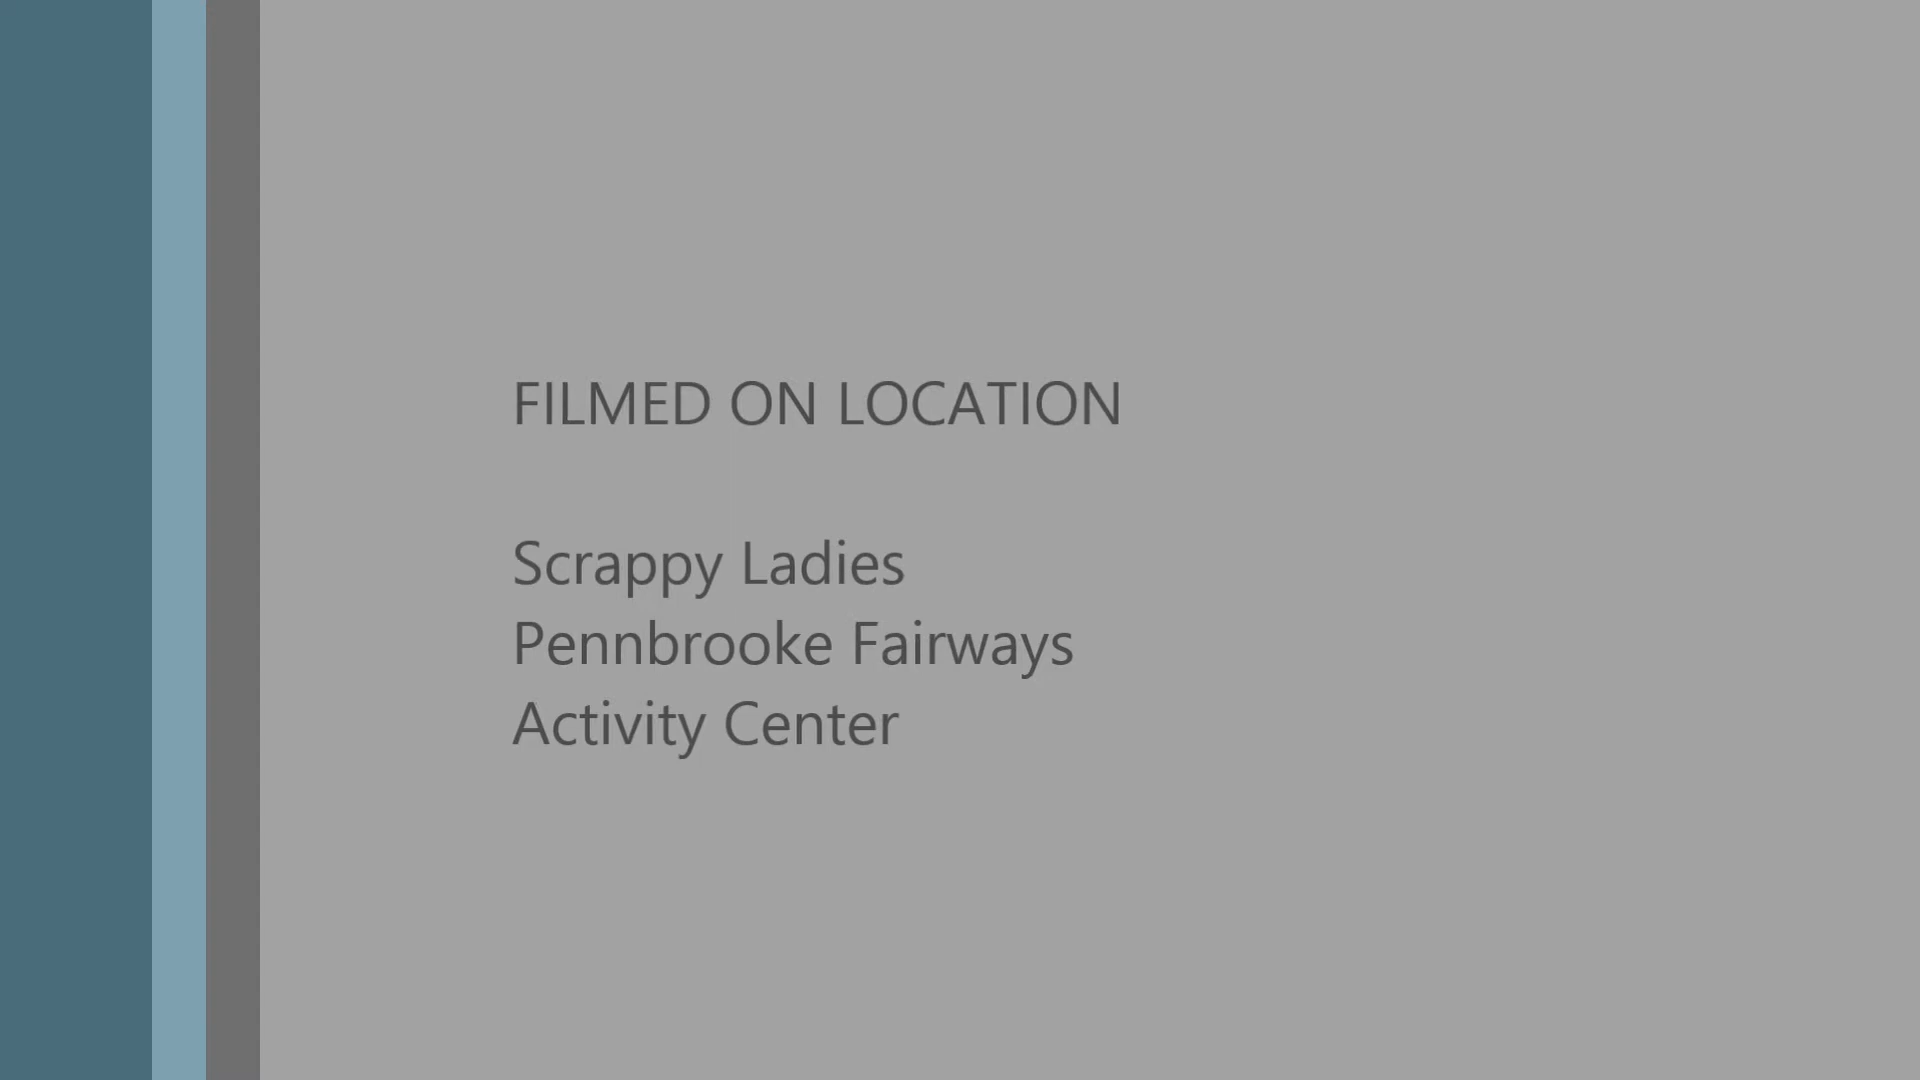 FILMED ON LOCATION
Scrappy Ladies
Pennbrooke Fairways
Activity Center